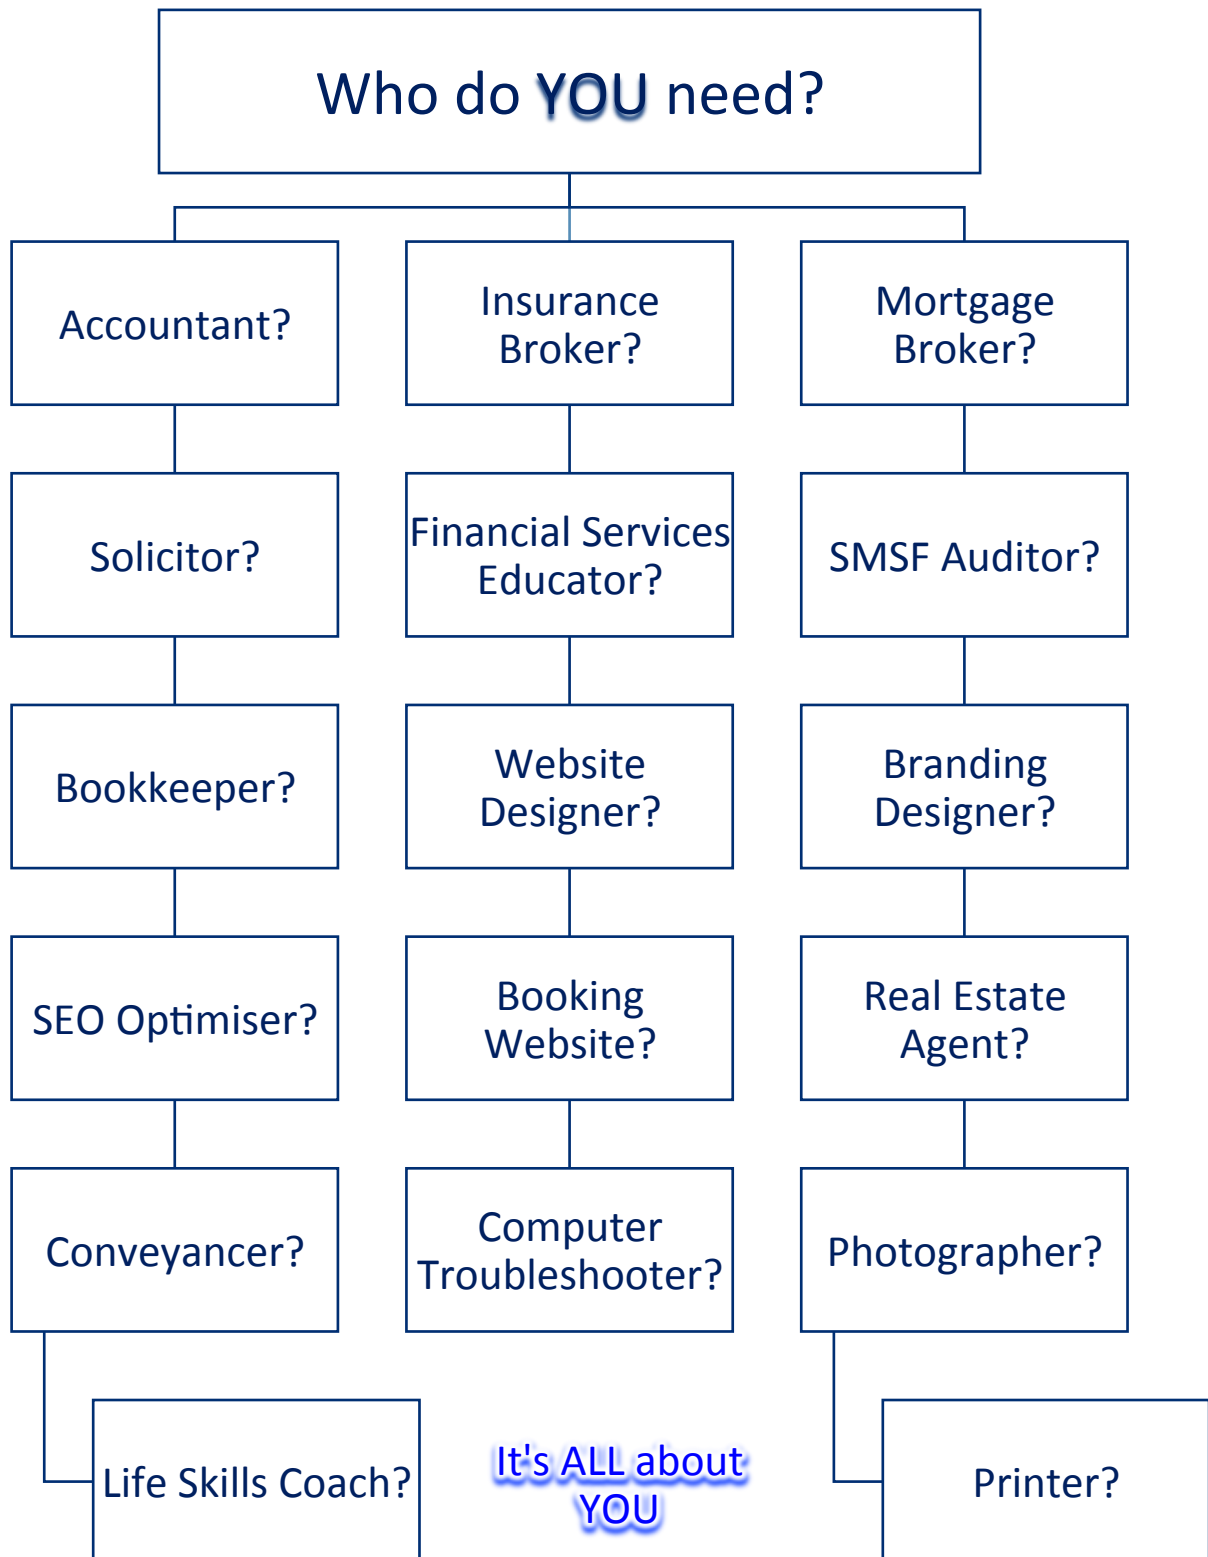 Who do YOU need?
Accountant?
Insurance
Broker?
Mortgage
Broker?
Solicitor?
Financial Services
Educator?
SMSF Auditor?
Bookkeeper?
Website
Designer?
Branding
Designer?
SEO Optimiser?
Booking
Website?
Real Estate
Agent?
Conveyancer?
Computer
Troubleshooter?
Photographer?
Life Skills Coach?
It's ALL about
YOU
Printer?